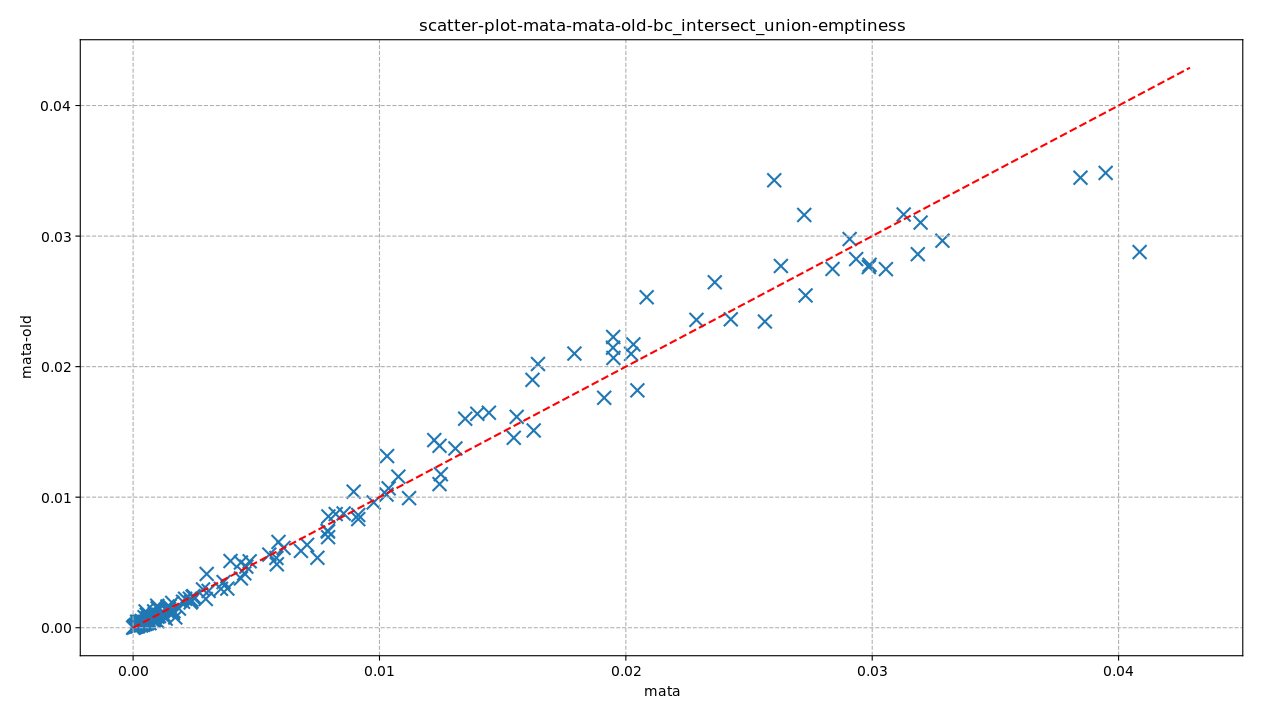 scatter-plot-mata-mata-old-bc_intersect_union-emptiness
mata-old
0.04
0.03
0.02
0.01
0.00
0.00 0.01 0.02 0.03 0.04
mata